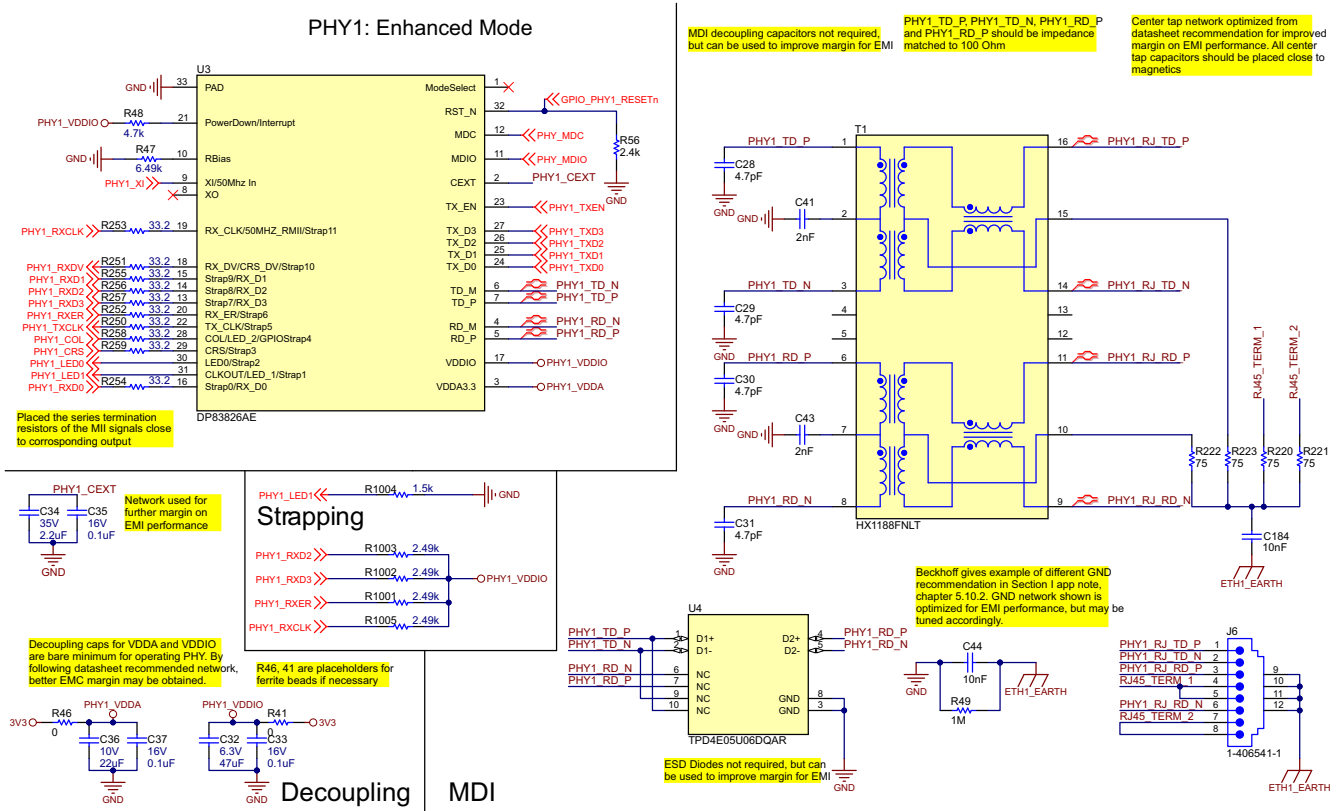 PHY1: Enhanced Mode
U3
GND
33
PAD
ModeSelect
1
PHY1_VDDIO
R48
4.7k
21
PowerDown/Interrupt
RST_N
32
GPIO_PHY1_RESETn
R56
2.4k
GND
GND
R47
6.49k
10
RBias
MDC
12
PHY_MDC
MDIO
11
PHY_MDIO
PHY1_XI
9
XI/50Mhz In
8
XO
CEXT
2
PHY1_CEXT
TX_EN
23
PHY1_TXEN
PHY1_RXCLK
R253
33.2
19
RX_CLK/50MHZ_RMII/Strap11
TX_D3
27
PHY1_TXD3
TX_D2
26
PHY1_TXD2
TX_D1
25
PHY1_TXD1
TX_D0
24
PHY1_TXD0
PHY1_RXDV
R251
33.2
18
RX_DV/CRS_DV/Strap10
PHY1_RXD1
R255
33.2
15
Strap9/RX_D1
PHY1_RXD2
R256
33.2
14
Strap8/RX_D2
PHY1_RXD3
R257
33.2
13
Strap7/RX_D3
PHY1_RXER
R252
33.2
20
RX_ER/Strap6
PHY1_TXCLK
R250
33.2
22
TX_CLK/Strap5
PHY1_COL
R258
33.2
28
COL/LED_2/GPIOStrap4
PHY1_CRS
R259
33.2
29
CRS/Strap3
PHY1_LED0
30
LED0/Strap2
PHY1_LED1
31
CLKOUT/LED_1/Strap1
PHY1_RXD0
R254
33.2
16
Strap0/RX_D0
TD_M
6
PHY1_TD_N
TD_P
7
PHY1_TD_P
RD_M
4
PHY1_RD_N
RD_P
5
PHY1_RD_P
VDDIO
17
PHY1_VDDIO
VDDA3.3
3
PHY1_VDDA
DP83826AE
Placed the series termination
resistors of the MII signals close
to corrosponding output
MDI decoupling capacitors not required,
but can be used to improve margin for EMI
PHY1_TD_P, PHY1_TD_N, PHY1_RD_P
and PHY1_RD_P should be impedance
matched to 100 Ohm
Center tap network optimized from
datasheet recommendation for improved
margin on EMI performance. All center
tap capacitors should be placed close to
magnetics
T1
PHY1_TD_P
1
C28
4.7pF
GND
GND
C41
2nF
2
PHY1_TD_N
3
C29
4.7pF
GND
4
5
PHY1_RD_P
6
C30
4.7pF
GND
GND
C43
2nF
7
PHY1_RD_N
8
C31
4.7pF
GND
16
PHY1_RJ_TD_P
15
14
PHY1_RJ_TD_N
13
12
11
PHY1_RJ_RD_P
10
9
PHY1_RJ_RD_N
HX1188FNLT
RJ45_TERM_1
RJ45_TERM_2
R222
75
R223
75
R220
75
R221
75
C184
10nF
ETH1_EARTH
PHY1_CEXT
C34
35V
2.2uF
C35
16V
0.1uF
GND
Network used for
further margin on
EMI performance
PHY1_LED1
R1004
1.5k
GND
Strapping
PHY1_RXD2
R1003
2.49k
PHY1_RXD3
R1002
2.49k
PHY1_VDDIO
PHY1_RXER
R1001
2.49k
PHY1_RXCLK
R1005
2.49k
Decoupling caps for VDDA and VDDIO
are bare minimum for operating PHY. By
following datasheet recommended network,
better EMC margin may be obtained.
R46, 41 are placeholders for
ferrite beads if necessary
3V3
R46
0
PHY1_VDDA
C36
10V
22uF
C37
16V
0.1uF
GND
PHY1_VDDIO
R41
0
3V3
C32
6.3V
47uF
C33
16V
0.1uF
GND
Decoupling
MDI
U4
PHY1_TD_P
1
D1+
PHY1_TD_N
2
D1-
PHY1_RD_N
6
NC
PHY1_RD_P
7
NC
9
NC
10
NC
D2+
4
PHY1_RD_P
D2-
5
PHY1_RD_N
GND
8
GND
3
TPD4E05U06DQAR
GND
ESD Diodes not required, but can
be used to improve margin for EMI
Beckhoff gives example of different GND
recommendation in Section I app note,
chapter 5.10.2. GND network shown is
optimized for EMI performance, but may be
tuned accordingly.
C44
10nF
GND
ETH1_EARTH
R49
1M
J6
PHY1_RJ_TD_P
1
PHY1_RJ_TD_N
2
PHY1_RJ_RD_P
3
RJ45_TERM_1
4
5
PHY1_RJ_RD_N
6
RJ45_TERM_2
7
8
9
10
11
12
1-406541-1
ETH1_EARTH